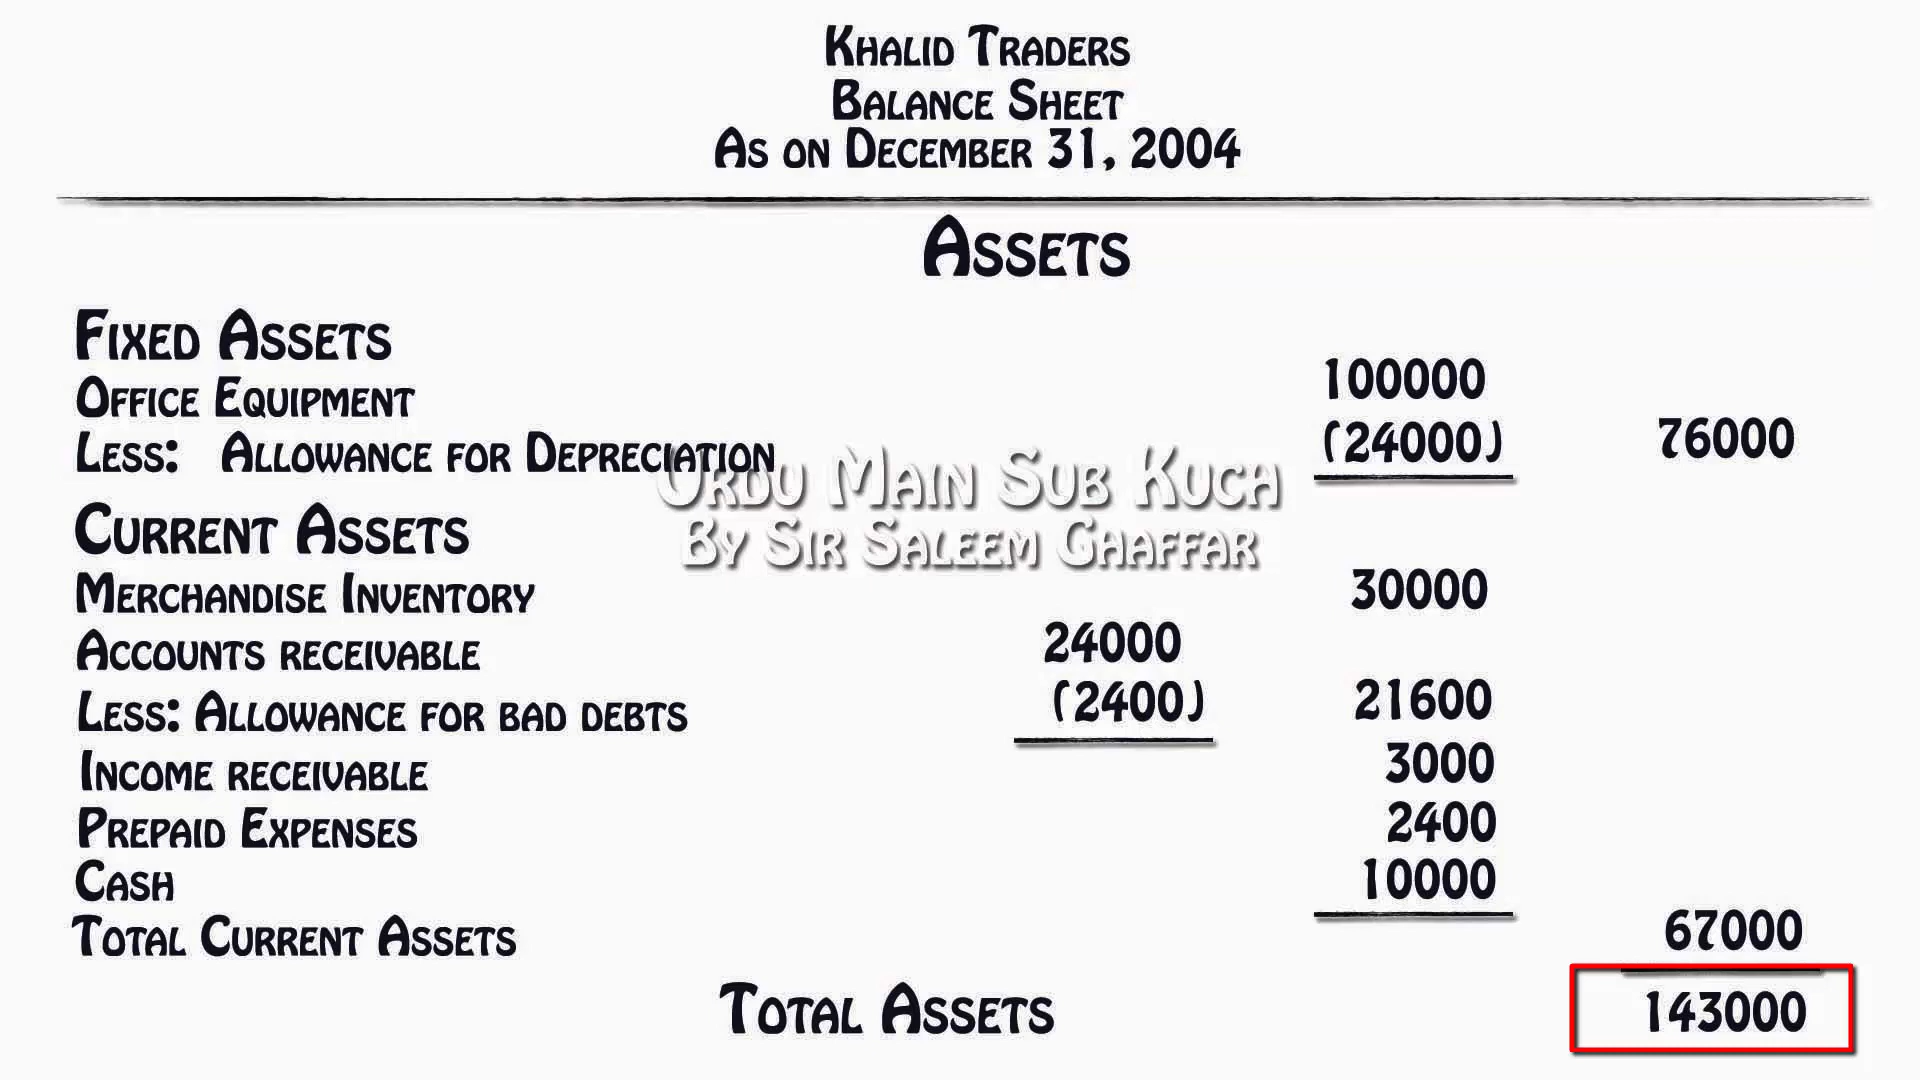 Khalid Traders
Balance Sheet
As on December 31, 2004
Assets
Fixed Assets
Office Equipment 100000
Less: Allowance for Depreciation (24000) 76000
Urdu Main Sub Kuch
By Sir Saleem Ghaffar
Current Assets
Merchandise Inventory 30000
Accounts receivable 24000
Less: Allowance for bad debts (2400) 21600
Income receivable 3000
Prepaid Expenses 2400
Cash 10000
Total Current Assets 67000
Total Assets 143000